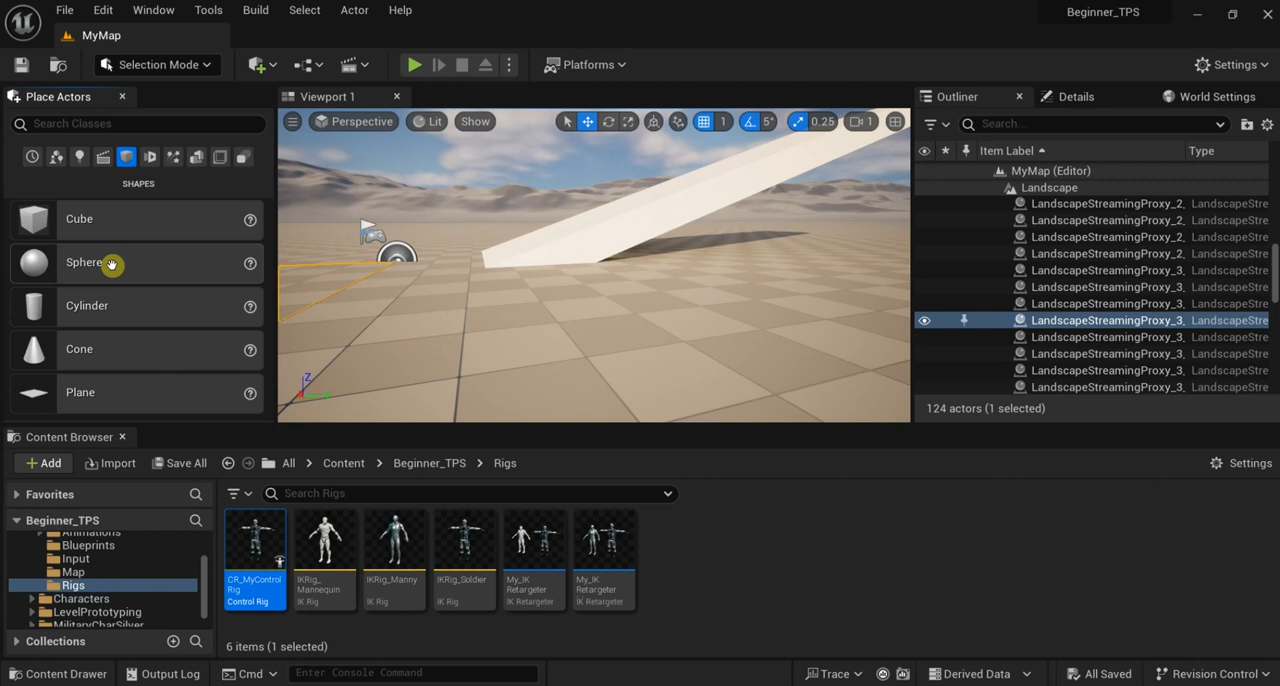 File Edit Window Tools Build Select Actor Help
Beginner_TPS
MyMap
Selection Mode
Platforms
Settings
Place Actors
Search Classes
SHAPES
Cube
Sphere
Cylinder
Cone
Plane
Viewport 1
Perspective Lit Show
1 5° 0.25 1
Z
Outliner Details World Settings
Search...
Item Label Type
MyMap (Editor)
Landscape
LandscapeStreamingProxy_2_ LandscapeStre
LandscapeStreamingProxy_2_ LandscapeStre
LandscapeStreamingProxy_2_ LandscapeStre
LandscapeStreamingProxy_2_ LandscapeStre
LandscapeStreamingProxy_3_ LandscapeStre
LandscapeStreamingProxy_3_ LandscapeStre
LandscapeStreamingProxy_3_ LandscapeStre
LandscapeStreamingProxy_3_ LandscapeStre
LandscapeStreamingProxy_3_ LandscapeStre
LandscapeStreamingProxy_3_ LandscapeStre
LandscapeStreamingProxy_3_ LandscapeStre
LandscapeStreamingProxy_3_ LandscapeStre
124 actors (1 selected)
Content Browser
Add Import Save All All > Content > Beginner_TPS > Rigs Settings
Favorites
Beginner_TPS
Animations
Blueprints
Input
Map
Rigs
Characters
LevelPrototyping
MilitaryCharSilver
Collections
Search Rigs
CR_MyControl
Rig
Control Rig
IKRig_
Mannequin
IK Rig
IKRig_Manny
IK Rig
IKRig_Soldier
IK Rig
My_IK
Retargeter
IK Retargeter
My_IK
Retargeter
IK Retargeter
6 items (1 selected)
Content Drawer Output Log Cmd Enter Console Command Trace Derived Data All Saved Revision Control